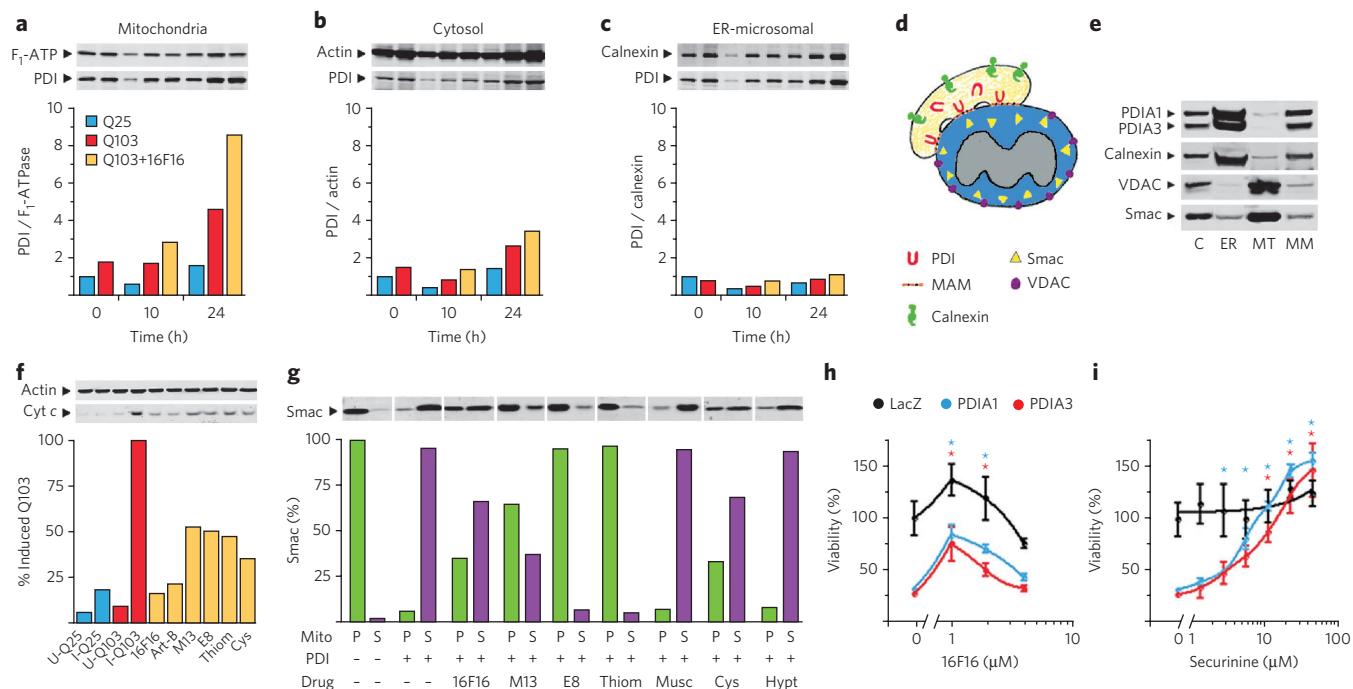 a
Mitochondria
F1-ATP
PDI
10
8
6
4
2
PDI / F1-ATPase
Q25
Q103
Q103+16F16
0
10
24
Time (h)
b
Cytosol
Actin
PDI
10
8
6
4
2
PDI / actin
0
10
24
Time (h)
c
ER-microsomal
Calnexin
PDI
10
8
6
4
2
PDI / calnexin
0
10
24
Time (h)
d
PDI
Smac
MAM
VDAC
Calnexin
e
PDIA1
PDIA3
Calnexin
VDAC
Smac
C ER MT MM
f
Actin
Cyt c
100
75
50
25
% Induced Q103
U-Q25
I-Q25
U-Q103
I-Q103
16F16
Art-B
M13
E8
Thiom
Cys
g
Smac
100
75
50
25
Smac (%)
Mito P S P S P S P S P S P S P S P S P S
PDI – – + + + + + + + + + + + + + + + +
Drug – – – – 16F16 M13 E8 Thiom Musc Cys Hypt
h
LacZ PDIA1 PDIA3
150
125
100
75
50
Viability (%)
0
1
10
16F16 (μM)
i
150
125
100
75
50
Viability (%)
0 1
10
100
Securinine (μM)